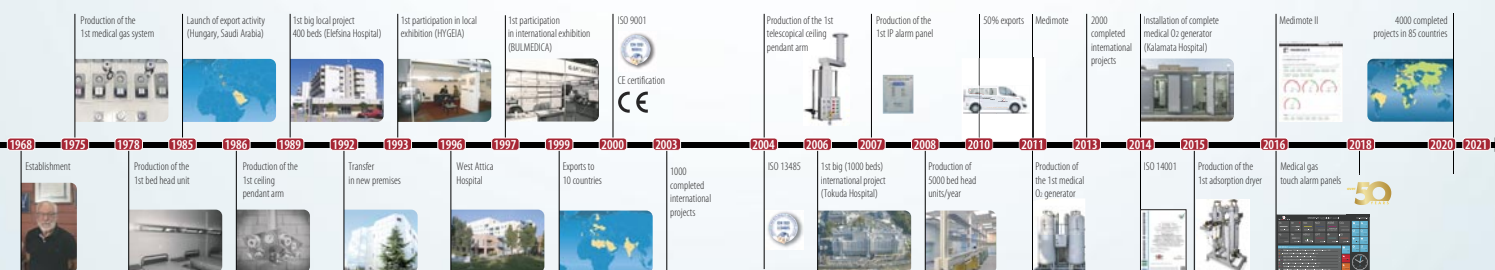 Production of the
1st medical gas system
Launch of export activity
(Hungary, Saudi Arabia)
1st big local project
400 beds (Elefsina Hospital)
1st participation in local
exhibition (HYGEIA)
1st participation
in international exhibition
(BULMEDICA)
ISO 9001
CE certification
CE
Production of the 1st
telescopical ceiling
pendant arm
Production of the
1st IP alarm panel
50% exports
Medimote
2000
completed
international
projects
Installation of complete
medical O2 generator
(Kalamata Hospital)
Medimote II
4000 completed
projects in 85 countries
1968 1975 1978 1985 1986 1989 1992 1993 1996 1997 1999 2000 2003 2004 2006 2007 2008 2010 2011 2013 2014 2015 2016 2018 2020 2021
Establishment
Production of the
1st bed head unit
Production of the
1st ceiling
pendant arm
Transfer
in new premises
West Attica
Hospital
Exports to
10 countries
1000
completed
international
projects
ISO 13485
1st big (1000 beds)
international project
(Tokuda Hospital)
Production of
5000 bed head
units/year
Production of
the 1st medical
O2 generator
ISO 14001
Production of the
1st adsorption dryer
Medical gas
touch alarm panels
50
YEARS